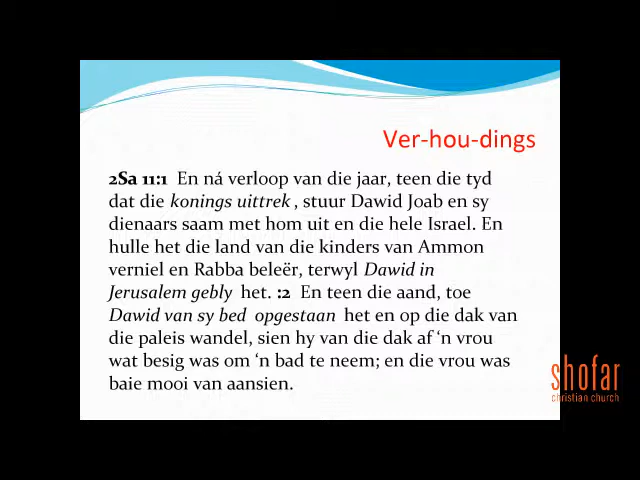 Ver-hou-dings
2Sa 11:1 En ná verloop van die jaar, teen die tyd
dat die konings uittrek , stuur Dawid Joab en sy
dienaars saam met hom uit en die hele Israel. En
hulle het die land van die kinders van Ammon
verniel en Rabba beleër, terwyl Dawid in
Jerusalem gebly het. :2 En teen die aand, toe
Dawid van sy bed opgestaan het en op die dak van
die paleis wandel, sien hy van die dak af ‘n vrou
wat besig was om ‘n bad te neem; en die vrou was
baie mooi van aansien.
shofar
christian church